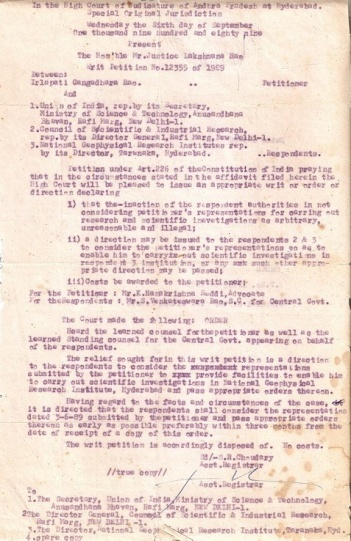 In the High Court of Judicature of Andhra Pradesh at Hyderabad.
Special Original Jurisdiction
Wednesday the Sixth day of September
One thousand nine hundred and eighty nine
Present
The Hon'ble Mr.Justice Lakshmana Rao
Writ Petition No.12355 of 1989
Between:
Irlapati Gangadhara Rao. .. Petitioner
And
1.Union of India, rep.by its Secretary,
Ministry of Science & Technology,Anusandhana
Bhavan, Rafi Marg, New Delhi-1.
2.Council of Scientific & Industrial Research,
rep.by its Director General,Rafi Marg,New Delhi-1.
3.National Geophysical Research Institutes rep.
by its Director, Taranaka, Hyderabad. ..Respondents.
Petition under Art.226 of theConstitution of India praying
that in the circumstances stated in the affidavit filed herein the
High Court will be pleased to issue an appropriate writ or order or
direction declaring
i) that the-inaction of the respondent authorities in not
considering petitioner's representations for carrying out
research and scientific investigations as arbitrary,
unreasonable and illegal;
ii) a direction may be issued to the respondents 2 & 3
to consider the petitioner's representations so as to
enable him to carry out scientific investigations in
respondent 3 institution, or any such other appro-
priate direction may be passed;
iii)Costs be awarded to the petitioner;
For the Petitioner : Mr.K.Harikrishna Reddi,Advocate
For theRespondents : Mr.S.Venkateswara Rao,S.C. for Central Govt.
The Court made the following: ORDER
Heard the learned counsel forthepetitioner as well as the
learned Standing counsel for the Central Govt. appearing on behalf
of the respondents.
The relief sought for in this writ petition is a direction
to the respondents to consider the representations
submitted by the petitioner to provide facilities to enable him
to carry out scientific investigations in National Geophysical
Research Institute, Hyderabad and pass appropriate orders thereon.
Having regard to the facts and circumstances of the case,
it is directed that the respondents shall consider the representation
dated 5-6-89 submitted by thepetitioner and pass appropriate orders
thereon as early as possible preferably within three months from the
date of receipt of a copy of this order.
The writ petition is accordingly disposed of. No costs.
Sd/-S.R.Chowdary
Asst.Registrar
//true copy//
Asst.Registrar
To
1.The Secretary, Union of India,Ministry of Science & Technology,
Anusandhana Bhavan, Rafi Marg, NEW DELHI-1.
2The Director General, Council of Scientific & Industrial Research,
Rafi Marg, NEW DELHI -1.
3.The Director,National Geophysical Research Institute,Taranaka,Hyd.
4.spare copy